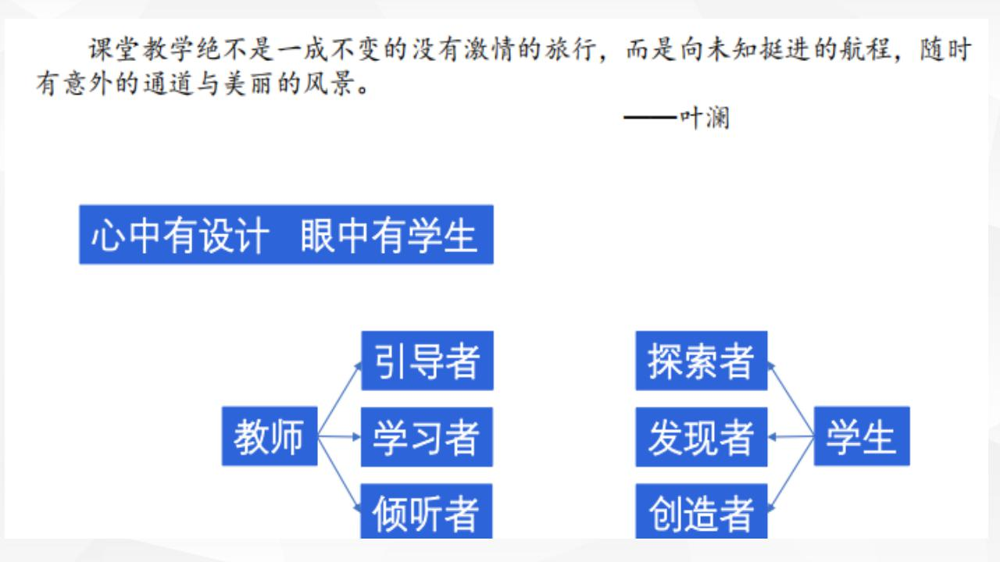 课堂教学绝不是一成不变的没有激情的旅行，而是向未知挺进的航程，随时
有意外的通道与美丽的风景。
——叶澜
心中有设计 眼中有学生
引导者
探索者
教师
学习者
发现者
学生
倾听者
创造者